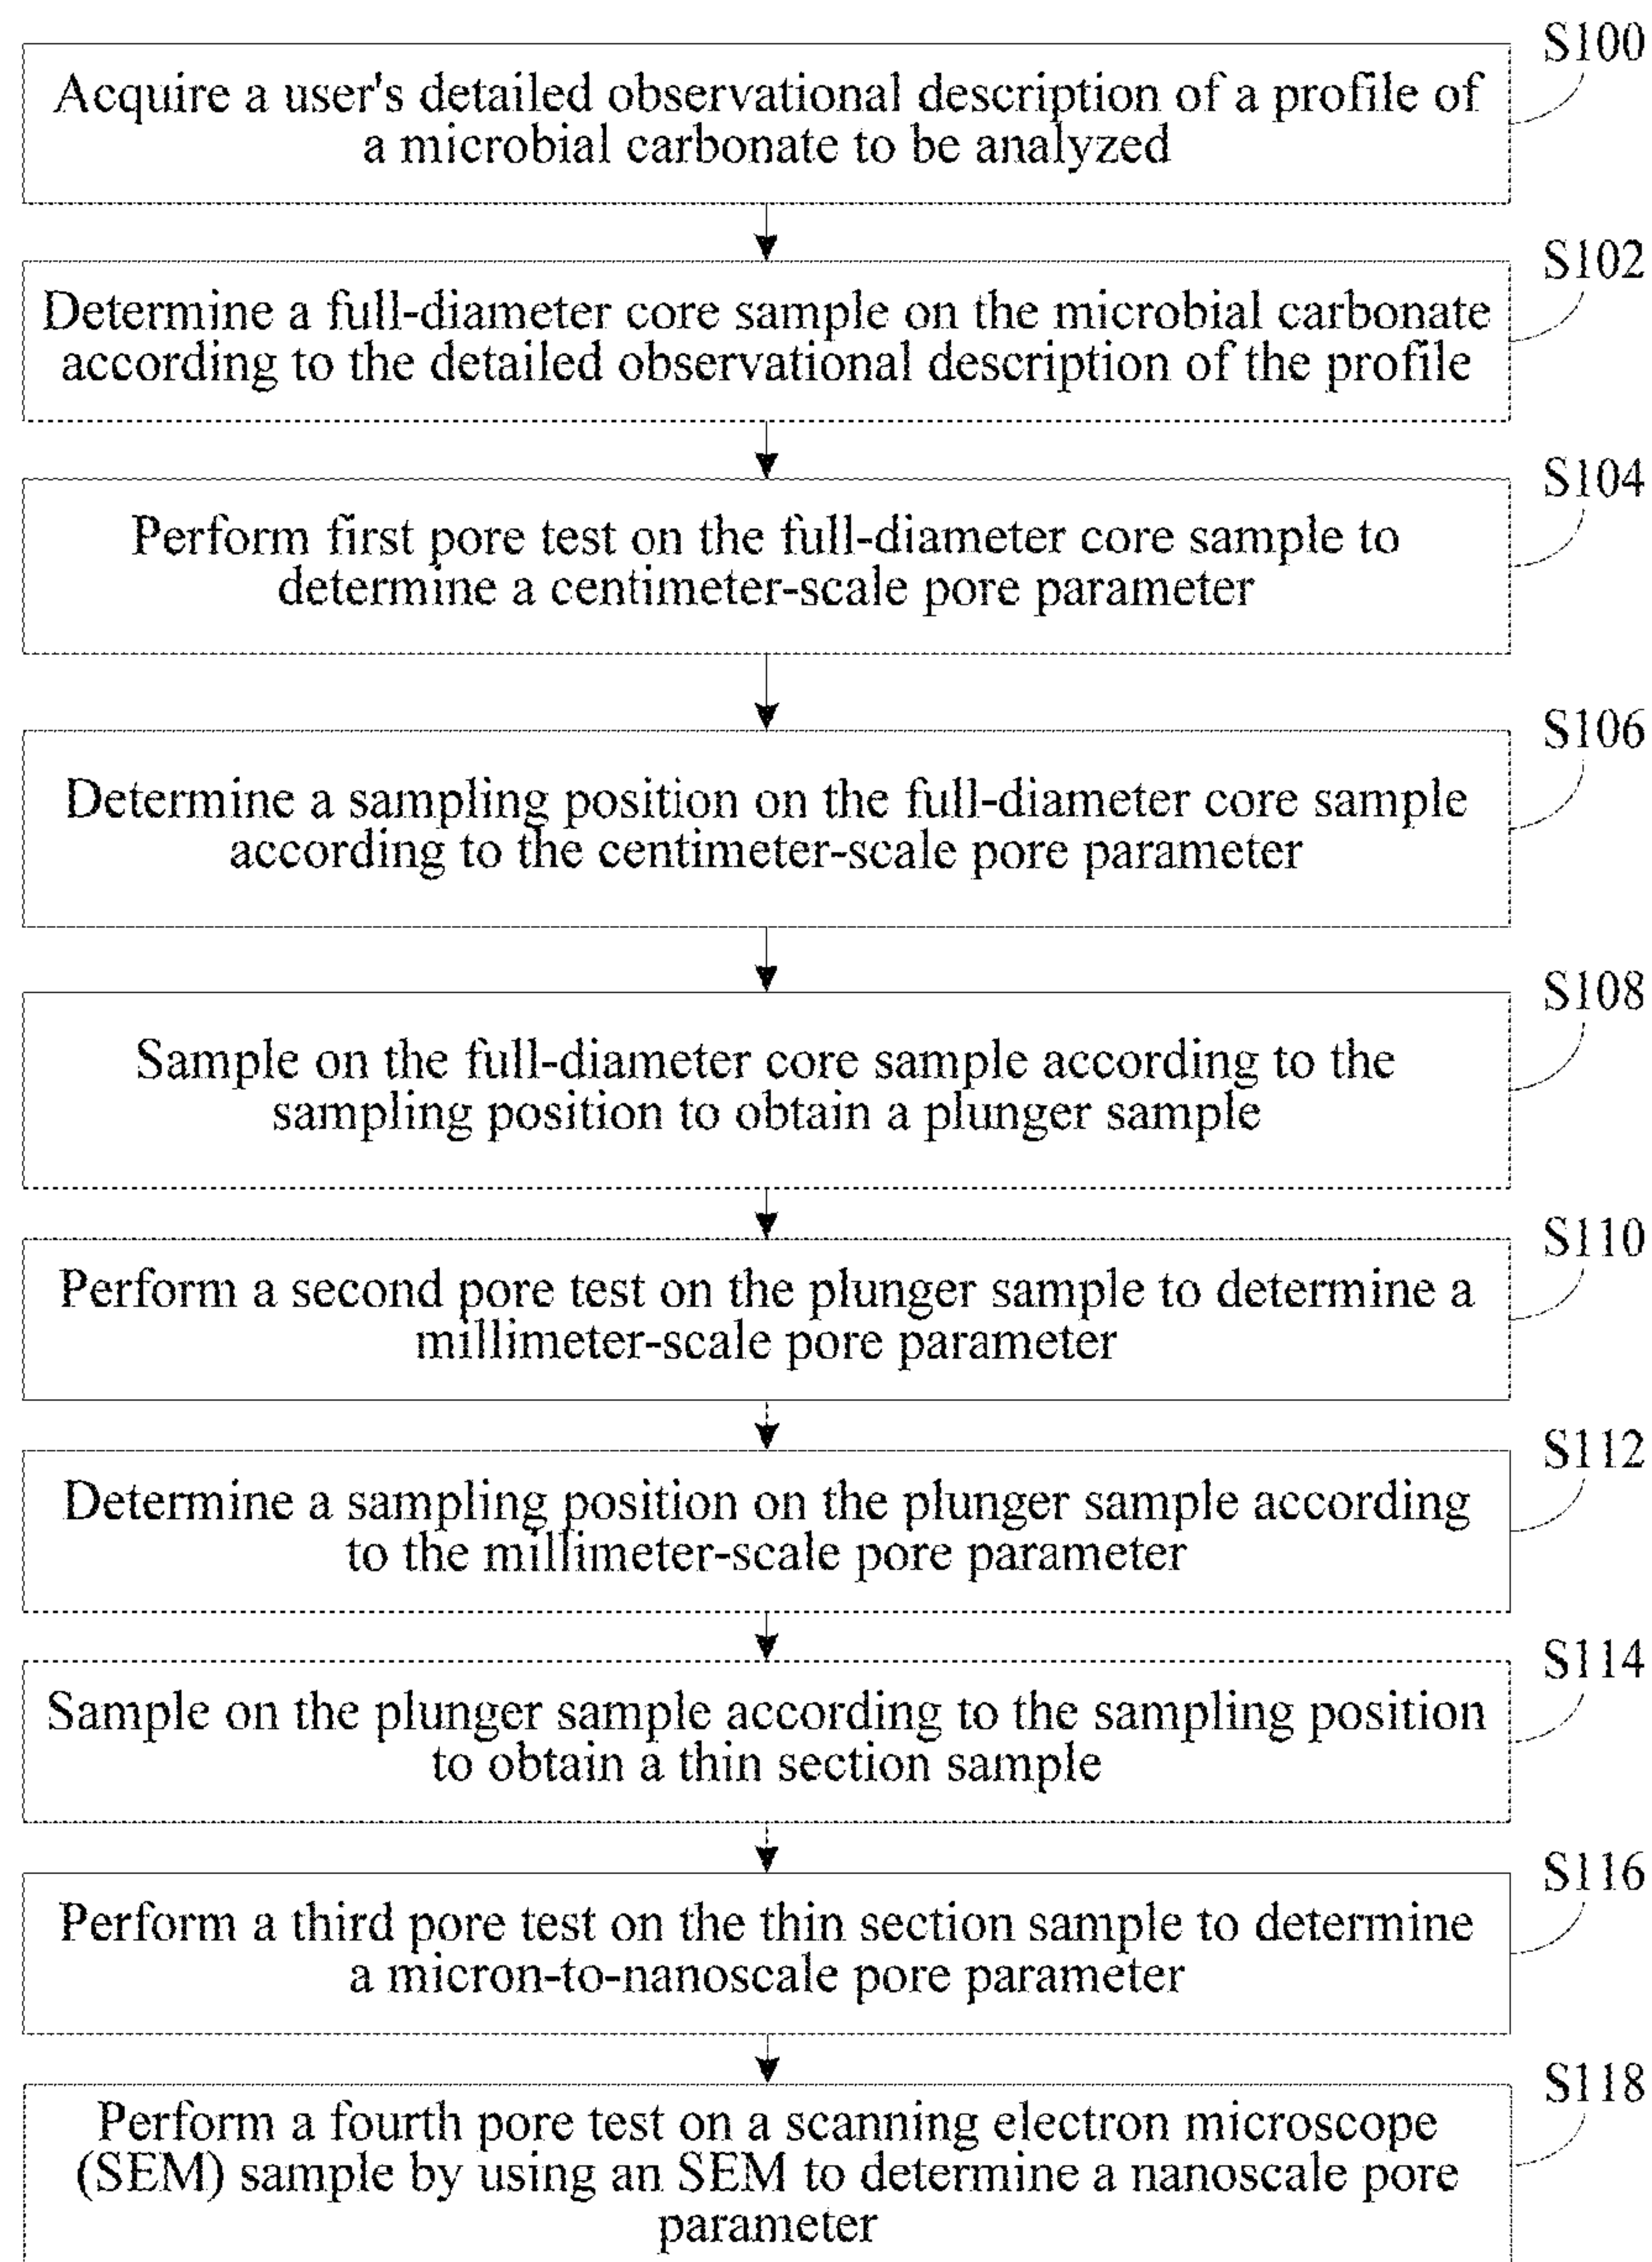 S100
Acquire a user's detailed observational description of a profile of
a microbial carbonate to be analyzed
S102
Determine a full-diameter core sample on the microbial carbonate
according to the detailed observational description of the profile
S104
Perform first pore test on the full-diameter core sample to
determine a centimeter-scale pore parameter
S106
Determine a sampling position on the full-diameter core sample
according to the centimeter-scale pore parameter
S108
Sample on the full-diameter core sample according to the
sampling position to obtain a plunger sample
S110
Perform a second pore test on the plunger sample to determine a
millimeter-scale pore parameter
S112
Determine a sampling position on the plunger sample according
to the millimeter-scale pore parameter
S114
Sample on the plunger sample according to the sampling position
to obtain a thin section sample
S116
Perform a third pore test on the thin section sample to determine
a micron-to-nanoscale pore parameter
S118
Perform a fourth pore test on a scanning electron microscope
(SEM) sample by using an SEM to determine a nanoscale pore
parameter